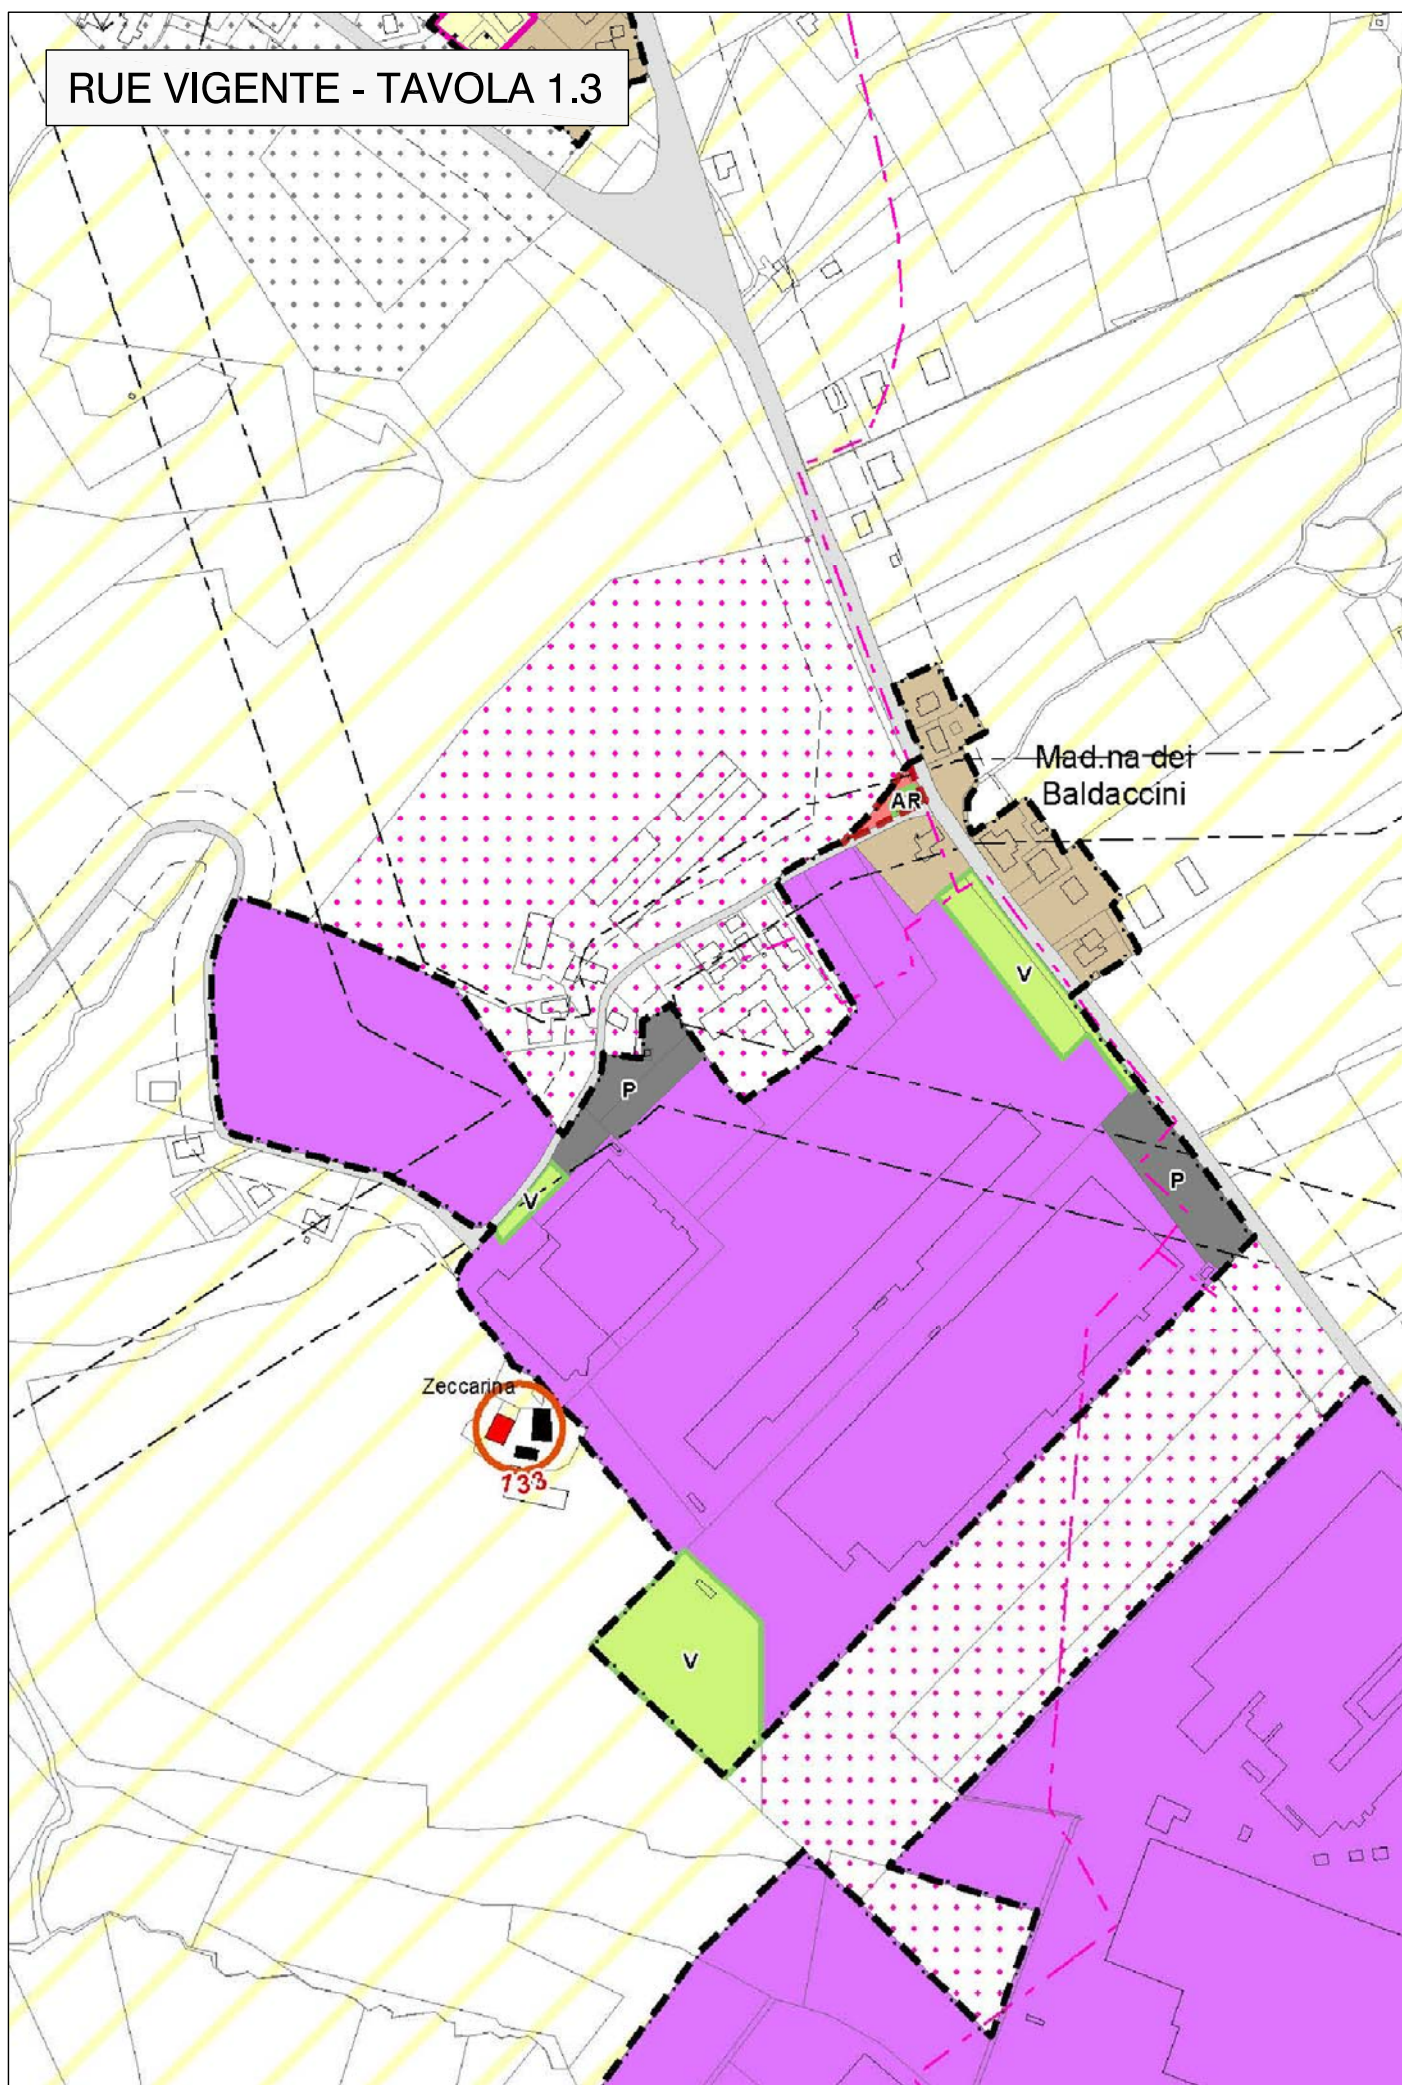 RUE VIGENTE - TAVOLA 1.3
Mad.na dei
Baldaccini
AR
V
P
P
V
Zeccarina
133
V